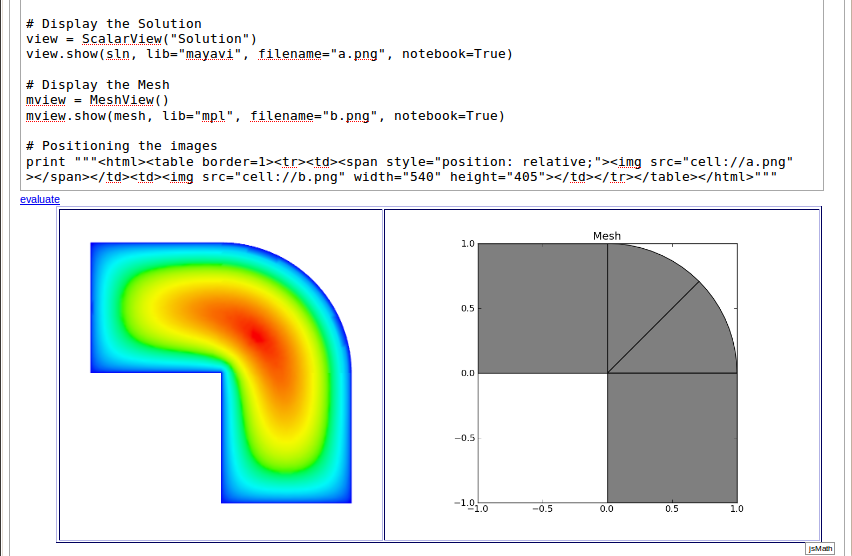 # Display the Solution
view = ScalarView("Solution")
view.show(sln, lib="mayavi", filename="a.png", notebook=True)
# Display the Mesh
mview = MeshView()
mview.show(mesh, lib="mpl", filename="b.png", notebook=True)
# Positioning the images
print """<html><table border=1><tr><td><span style="position: relative;"><img src="cell://a.png"
></span></td><td><img src="cell://b.png" width="540" height="405"></td></tr></table></html>"""
evaluate
Mesh
1.0
0.5
0.0
−0.5
−1.0
−1.0 −0.5 0.0 0.5 1.0
jsMath